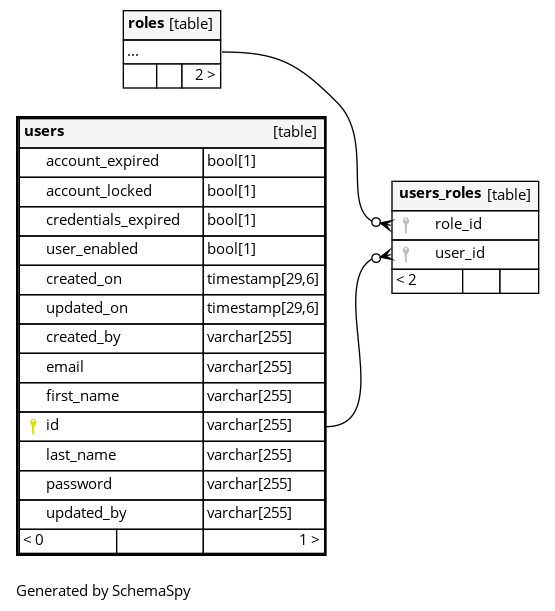 roles [table]
...
2 >
users [table]
account_expired bool[1]
account_locked bool[1]
credentials_expired bool[1]
user_enabled bool[1]
created_on timestamp[29,6]
updated_on timestamp[29,6]
created_by varchar[255]
email varchar[255]
first_name varchar[255]
id varchar[255]
last_name varchar[255]
password varchar[255]
updated_by varchar[255]
< 0 1 >
users_roles [table]
role_id
user_id
< 2
Generated by SchemaSpy